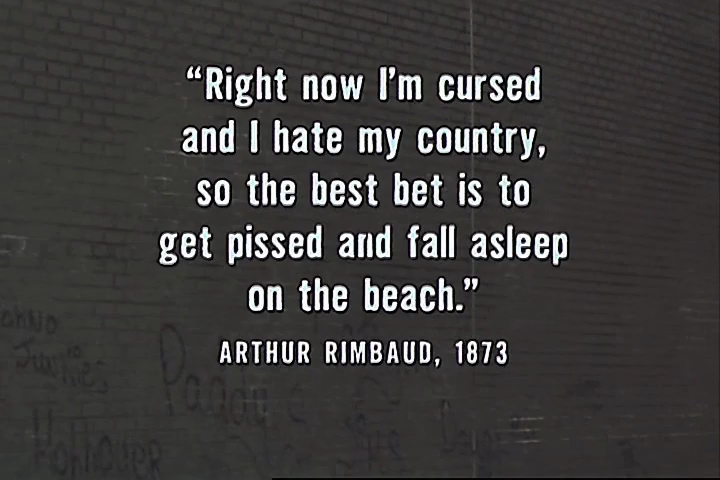 “Right now I’m cursed
and I hate my country,
so the best bet is to
get pissed and fall asleep
on the beach.”
ARTHUR RIMBAUD, 1873